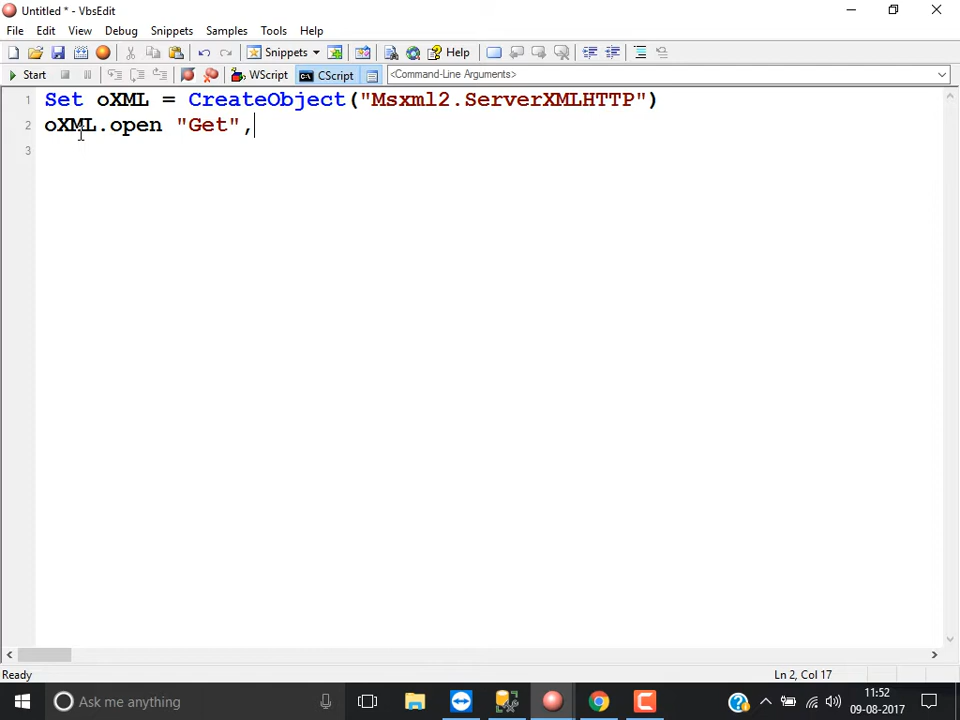 Untitled * - VbsEdit
File Edit View Debug Snippets Samples Tools Help
Snippets Help
Start WScript CScript <Command-Line Arguments>
1 Set oXML = CreateObject("Msxml2.ServerXMLHTTP")
2 oXML.open "Get",
3
Ready Ln 2, Col 17
Ask me anything 11:52
09-08-2017